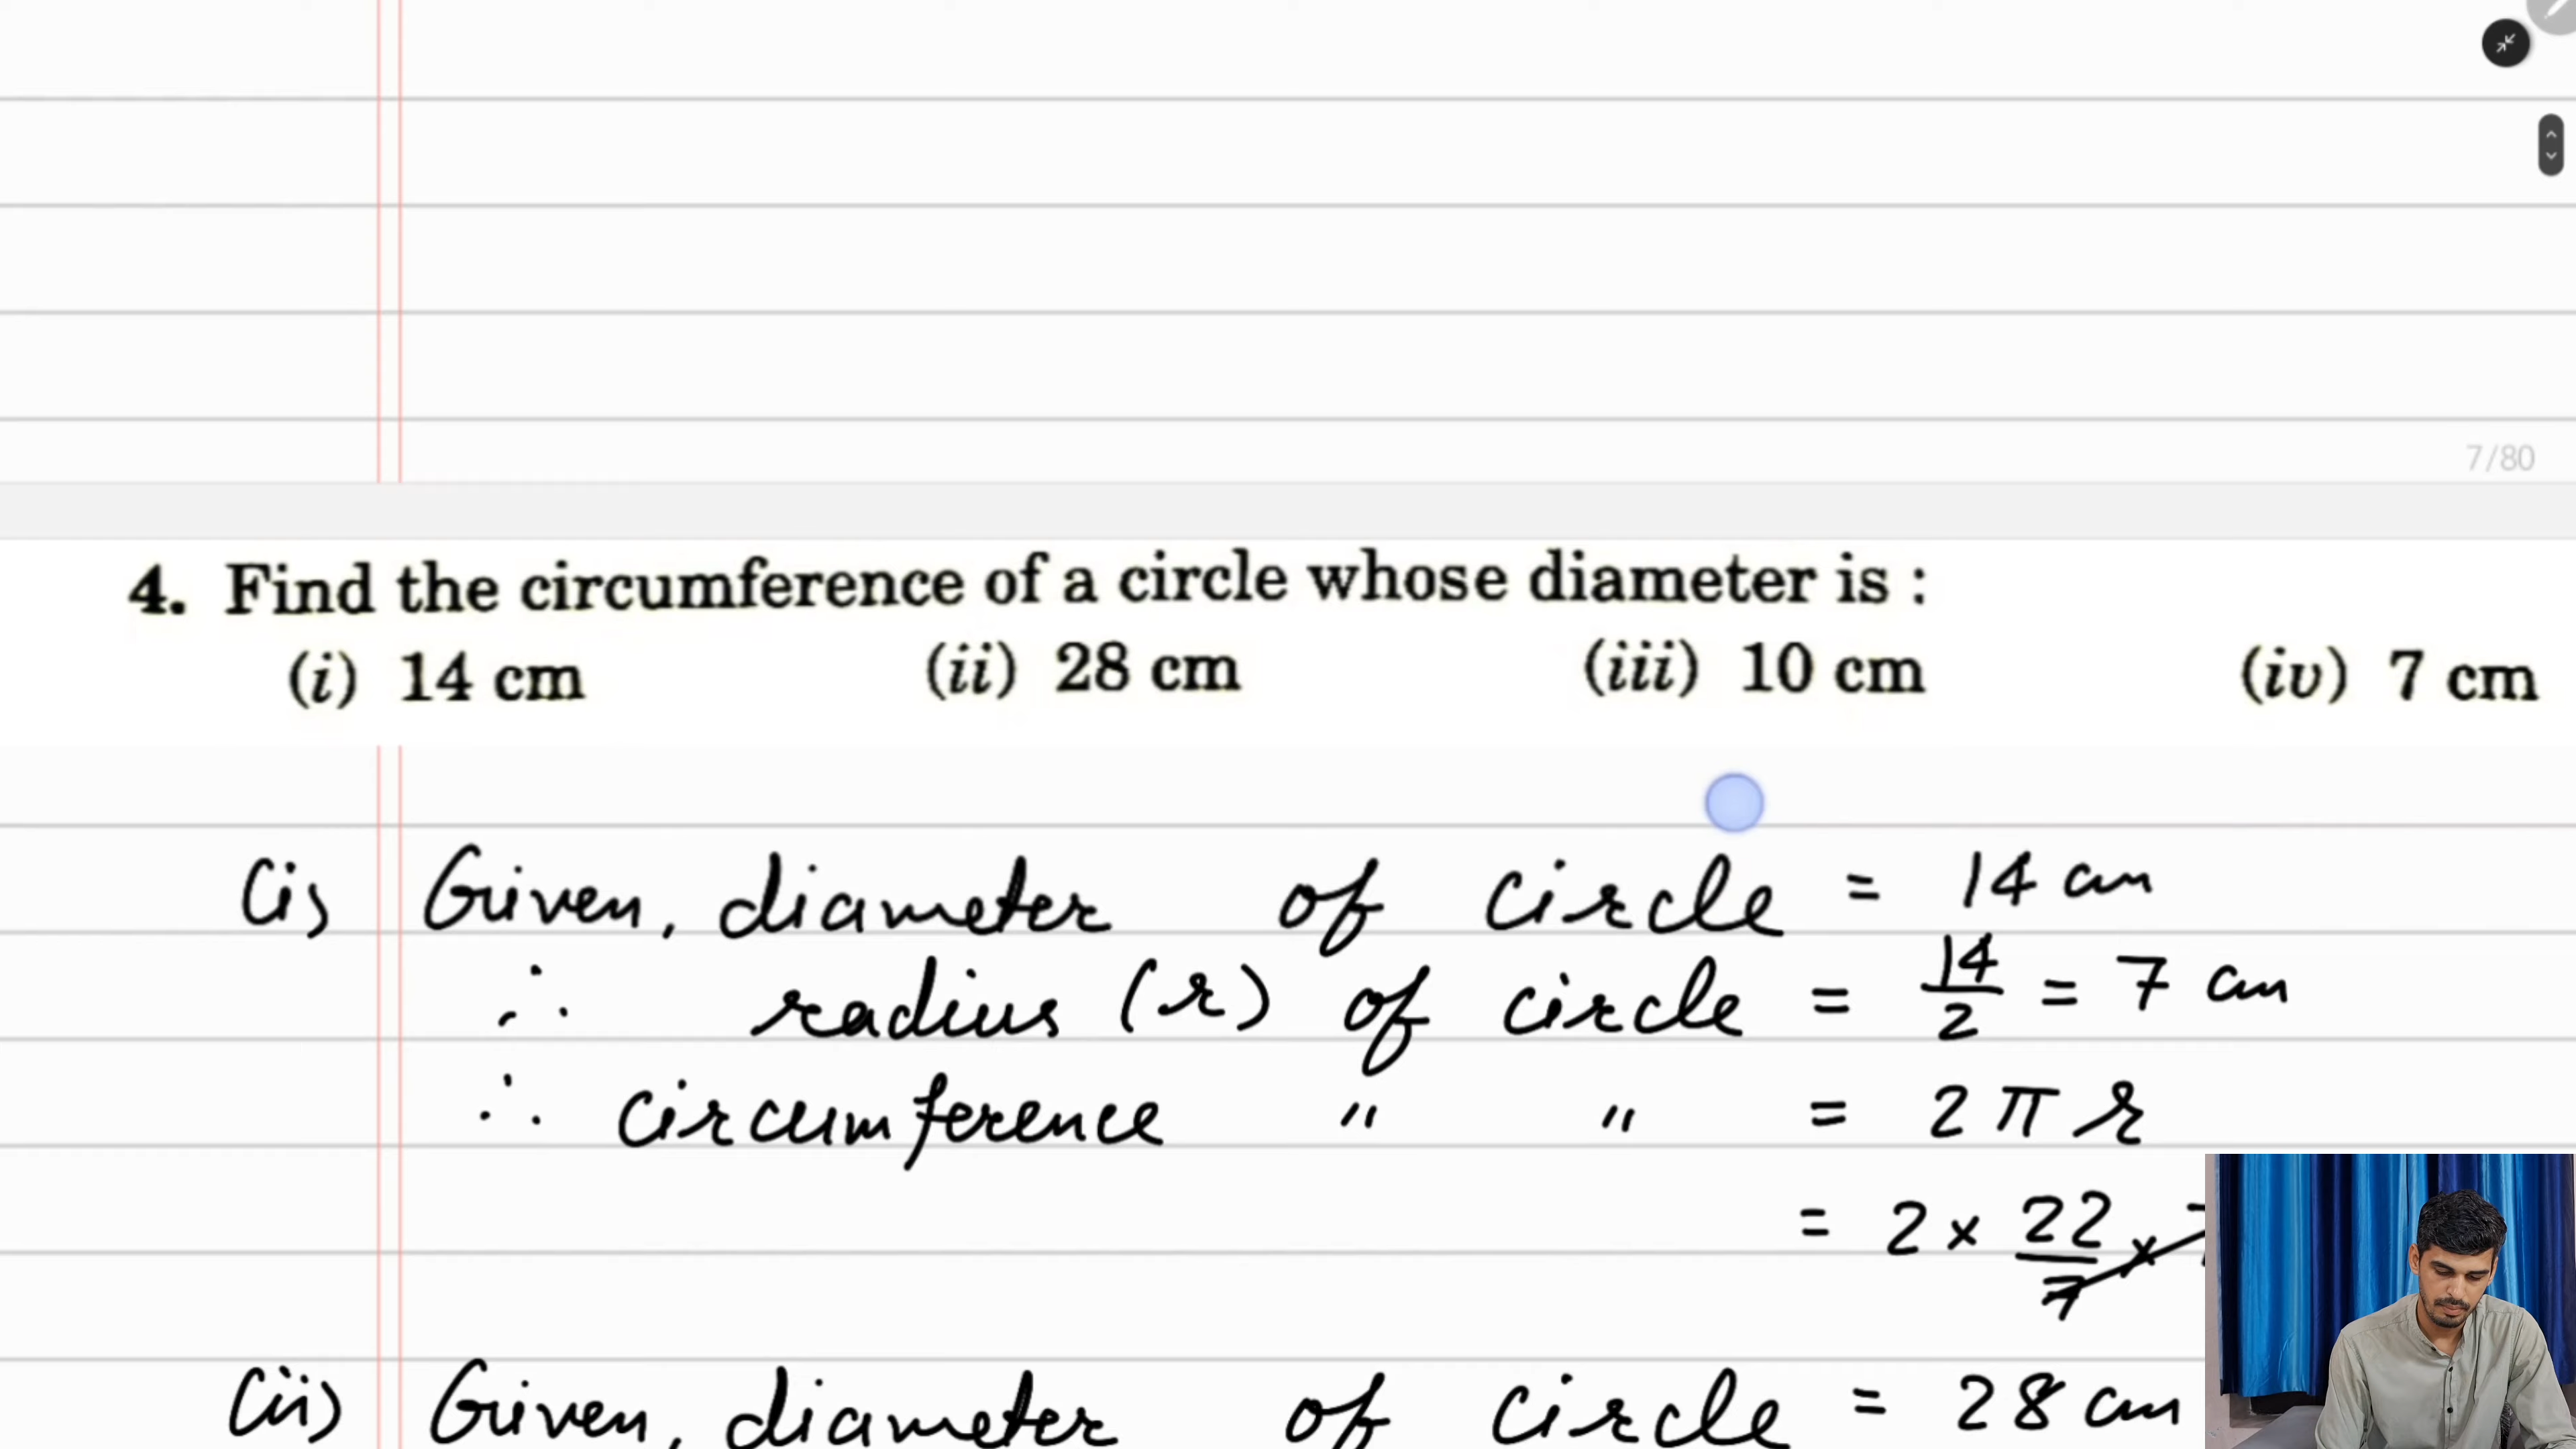 7/80
4. Find the circumference of a circle whose diameter is :
(i) 14 cm (ii) 28 cm (iii) 10 cm (iv) 7 cm
(i) Given, diameter of circle = 14 cm
∴ radius (r) of circle = 14/2 = 7 cm
∴ circumference " " = 2 π r
= 2 × 22/7 ×
(ii) Given, diameter of circle = 28 cm